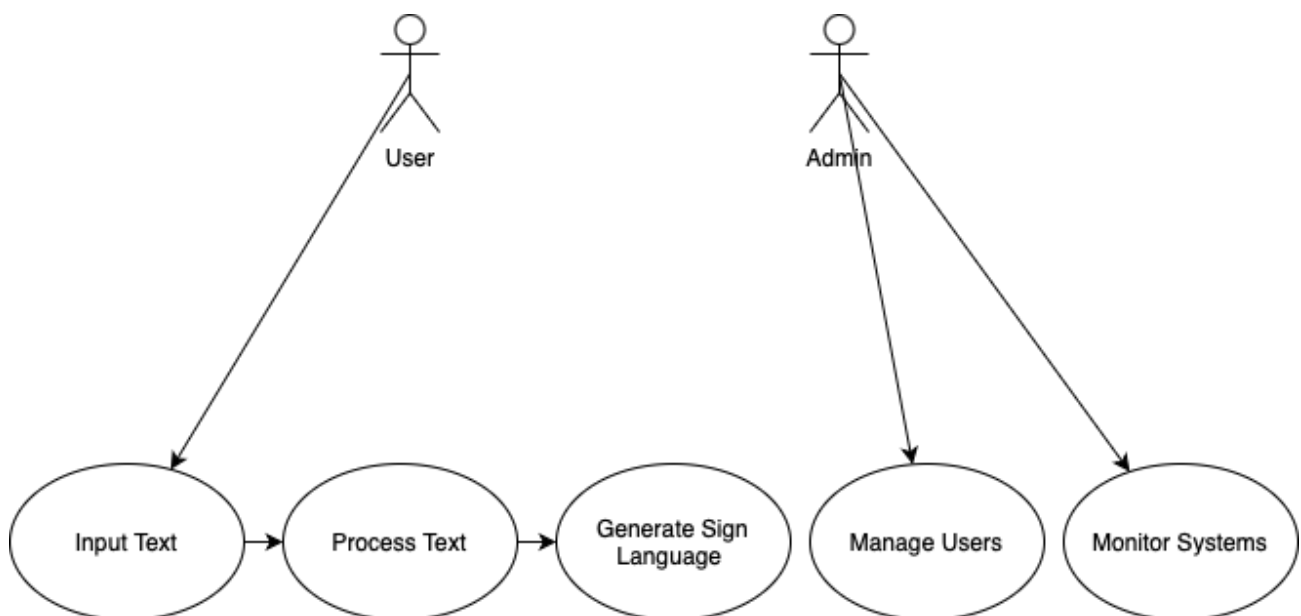 User
Admin
Input Text
Process Text
Generate Sign
Language
Manage Users
Monitor Systems